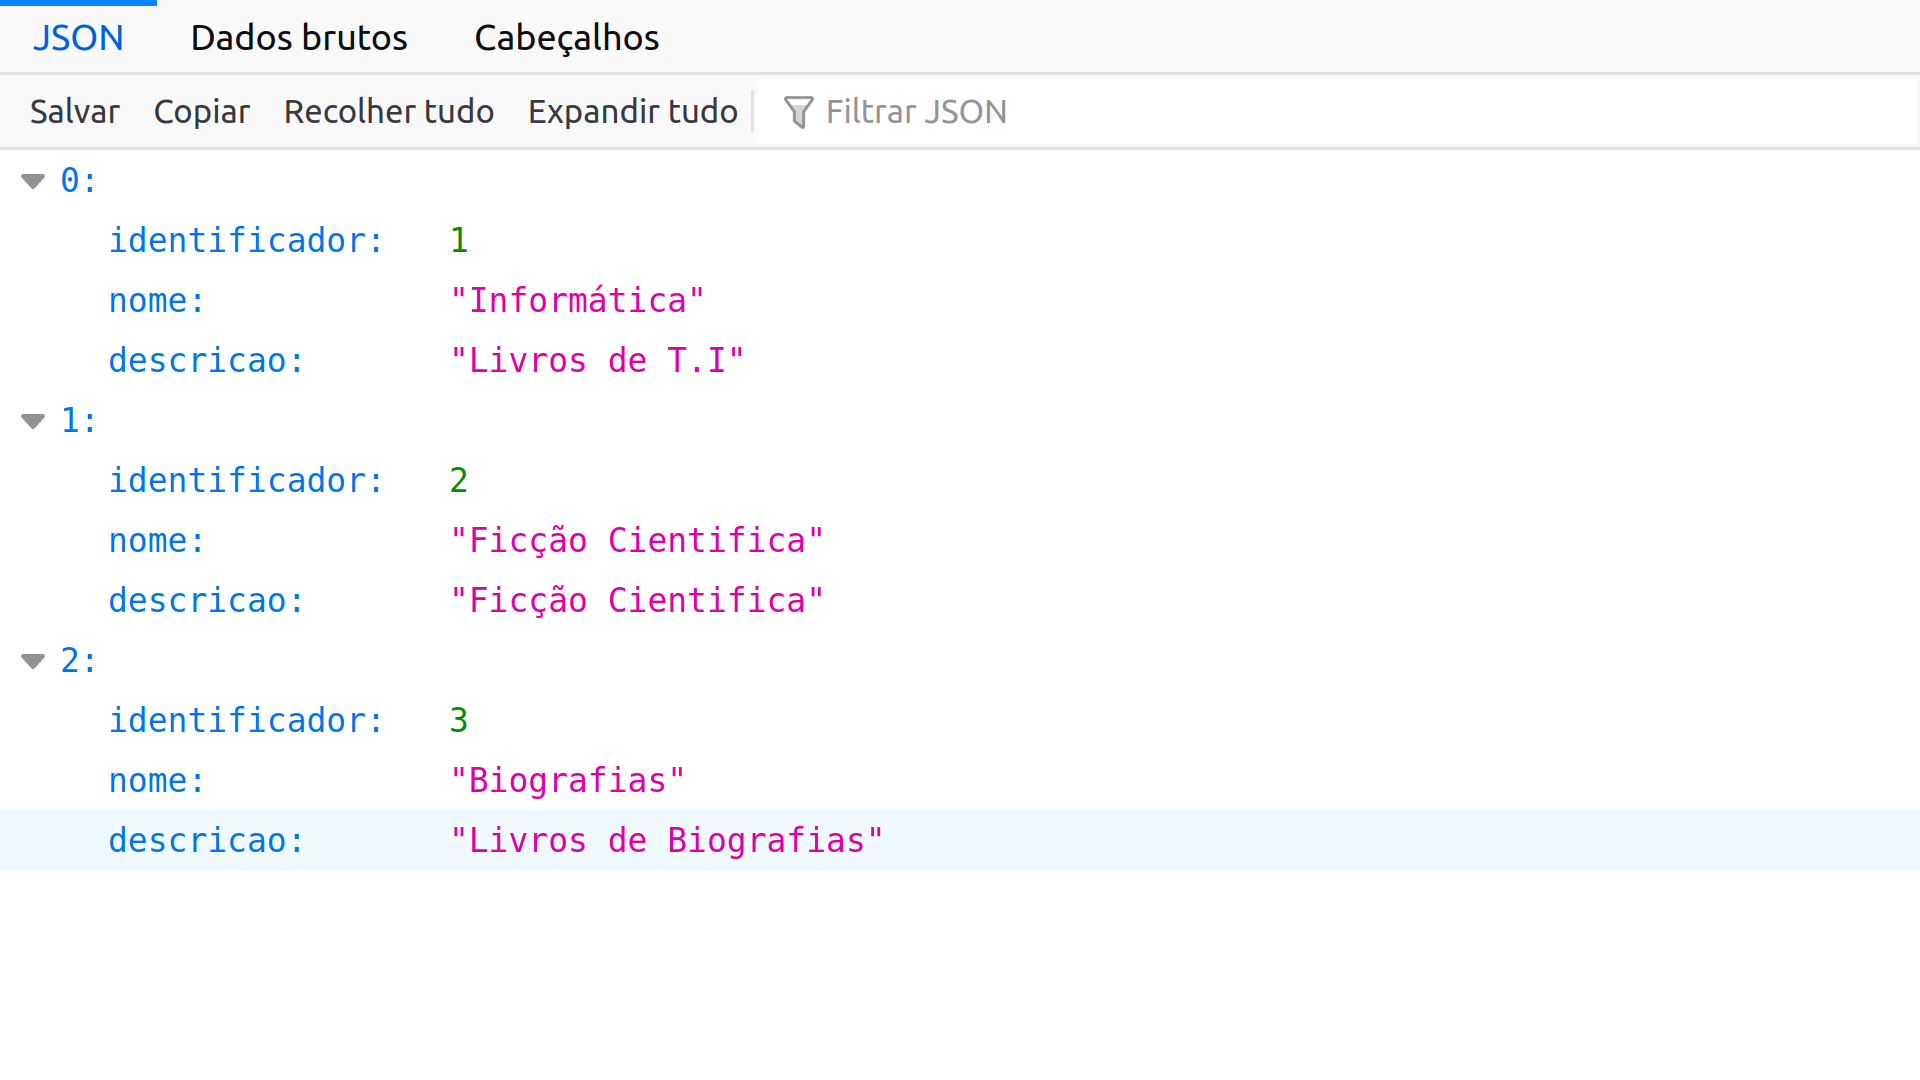 JSON Dados brutos Cabeçalhos
Salvar Copiar Recolher tudo Expandir tudo Filtrar JSON
0:
identificador: 1
nome: "Informática"
descricao: "Livros de T.I"
1:
identificador: 2
nome: "Ficção Cientifica"
descricao: "Ficção Cientifica"
2:
identificador: 3
nome: "Biografias"
descricao: "Livros de Biografias"